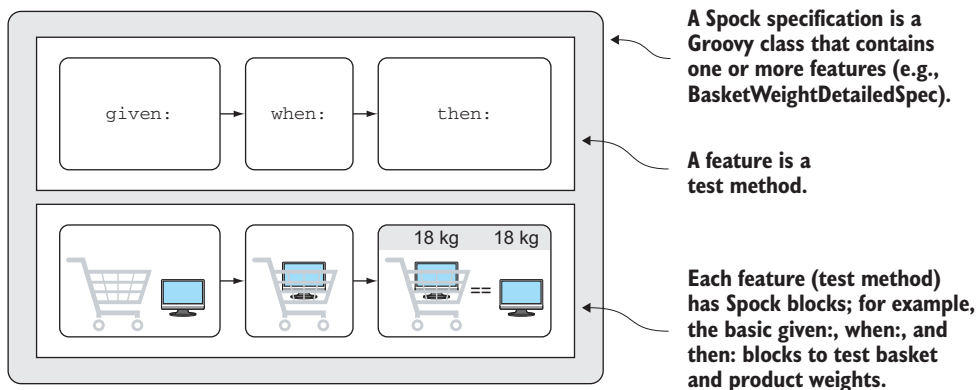 given:
when:
then:
18 kg
18 kg
==
A Spock specification is a
Groovy class that contains
one or more features (e.g.,
BasketWeightDetailedSpec).
A feature is a
test method.
Each feature (test method)
has Spock blocks; for example,
the basic given:, when:, and
then: blocks to test basket
and product weights.